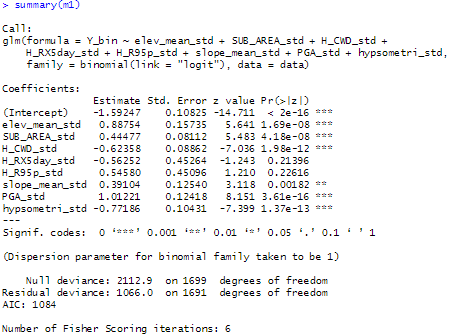 > summary(m1)
Call:
glm(formula = Y_bin ~ elev_mean_std + SUB_AREA_std + H_CWD_std +
    H_RX5day_std + H_R95p_std + slope_mean_std + PGA_std + hypsometri_std,
    family = binomial(link = "logit"), data = data)
Coefficients:
               Estimate Std. Error z value Pr(>|z|)
(Intercept)    -1.59247    0.10825 -14.711  < 2e-16 ***
elev_mean_std   0.88754    0.15735   5.641 1.69e-08 ***
SUB_AREA_std    0.44477    0.08112   5.483 4.18e-08 ***
H_CWD_std      -0.62358    0.08862  -7.036 1.98e-12 ***
H_RX5day_std   -0.56252    0.45264  -1.243  0.21396
H_R95p_std      0.54580    0.45096   1.210  0.22616
slope_mean_std  0.39104    0.12540   3.118  0.00182 **
PGA_std         1.01221    0.12418   8.151 3.61e-16 ***
hypsometri_std -0.77186    0.10431  -7.399 1.37e-13 ***
---
Signif. codes:  0 ‘***’ 0.001 ‘**’ 0.01 ‘*’ 0.05 ‘.’ 0.1 ‘ ’ 1
(Dispersion parameter for binomial family taken to be 1)
    Null deviance: 2112.9  on 1699  degrees of freedom
Residual deviance: 1066.0  on 1691  degrees of freedom
AIC: 1084
Number of Fisher Scoring iterations: 6